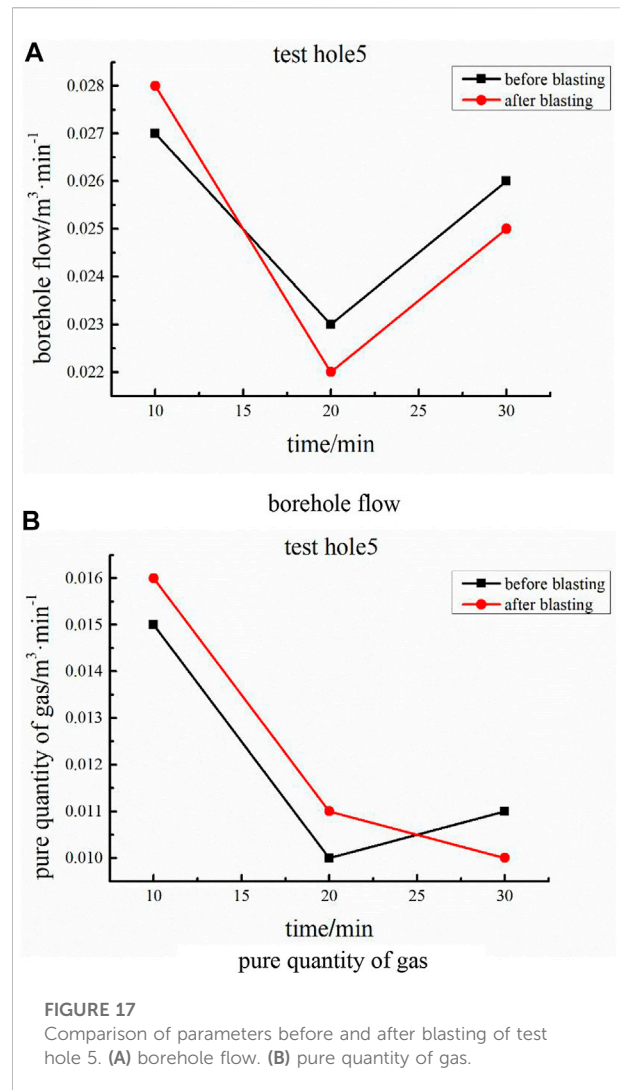 A
test hole5
before blasting
after blasting
borehole flow/m³·min⁻¹
0.028
0.027
0.026
0.025
0.024
0.023
0.022
10 15 20 25 30
time/min
borehole flow
B
test hole5
before blasting
after blasting
pure quantity of gas/m³·min⁻¹
0.016
0.015
0.014
0.013
0.012
0.011
0.010
10 15 20 25 30
time/min
pure quantity of gas
FIGURE 17
Comparison of parameters before and after blasting of test
hole 5. (A) borehole flow. (B) pure quantity of gas.